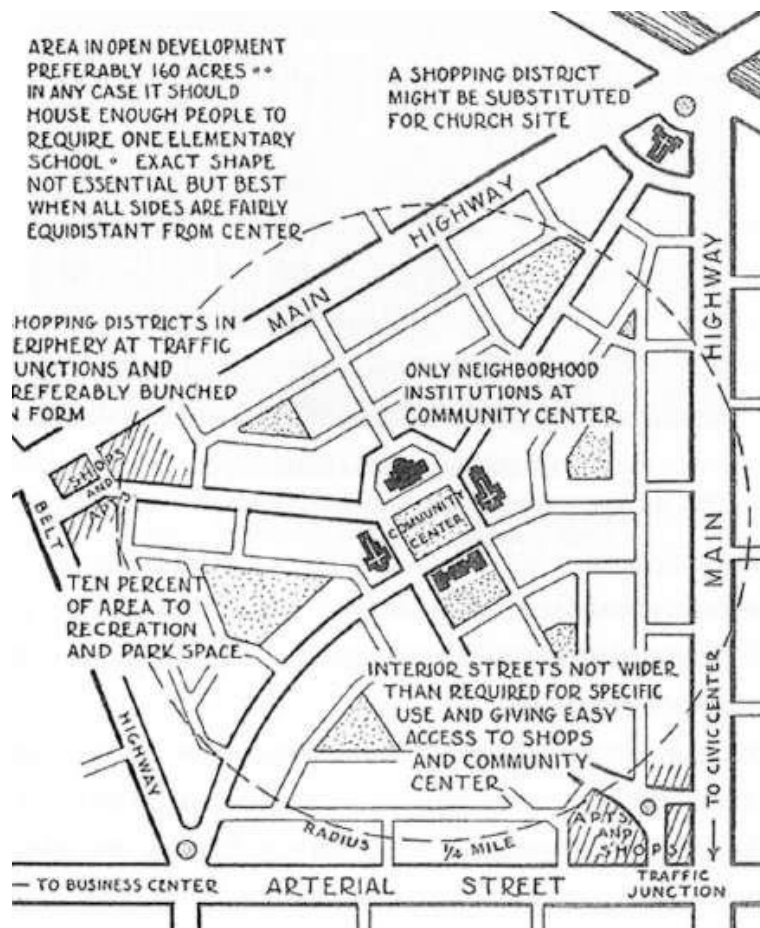 AREA IN OPEN DEVELOPMENT
PREFERABLY 160 ACRES • •
IN ANY CASE IT SHOULD
HOUSE ENOUGH PEOPLE TO
REQUIRE ONE ELEMENTARY
SCHOOL • EXACT SHAPE
NOT ESSENTIAL BUT BEST
WHEN ALL SIDES ARE FAIRLY
EQUIDISTANT FROM CENTER
A SHOPPING DISTRICT
MIGHT BE SUBSTITUTED
FOR CHURCH SITE
MAIN HIGHWAY
HIGHWAY
MAIN
HOPPING DISTRICTS IN
ERIPHERY AT TRAFFIC
UNCTIONS AND
REFERABLY BUNCHED
N FORM
ONLY NEIGHBORHOOD
INSTITUTIONS AT
COMMUNITY CENTER
SHOPS
AND
APTS
BELT
HIGHWAY
COMMUNITY
CENTER
TEN PERCENT
OF AREA TO
RECREATION
AND PARK SPACE
INTERIOR STREETS NOT WIDER
THAN REQUIRED FOR SPECIFIC
USE AND GIVING EASY
ACCESS TO SHOPS
AND COMMUNITY
CENTER
TO CIVIC CENTER
APTS
AND
SHOPS
RADIUS 1/4 MILE
TRAFFIC
JUNCTION
— TO BUSINESS CENTER
ARTERIAL STREET